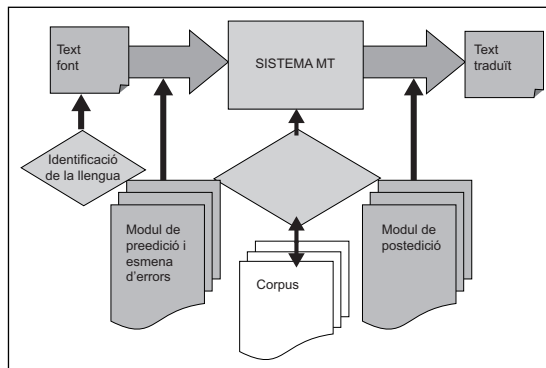 Text
font
SISTEMA MT
Text
traduït
Identificació
de la llengua
Modul de
preedició i
esmena
d'errors
Corpus
Modul de
postedició